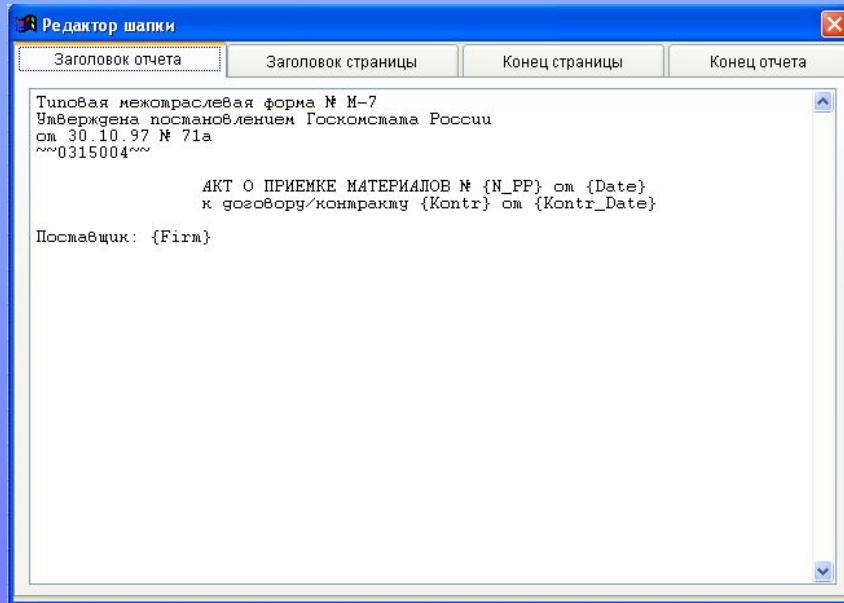 Редактор шапки
Заголовок отчета
Заголовок страницы
Конец страницы
Конец отчета
Типовая межотраслевая форма № М-7
Утверждена постановлением Госкомстата России
от 30.10.97 № 71а
~~0315004~~
АКТ О ПРИЕМКЕ МАТЕРИАЛОВ № {N_PP} от {Date}
к договору/контракту {Kontr} от {Kontr_Date}
Поставщик: {Firm}